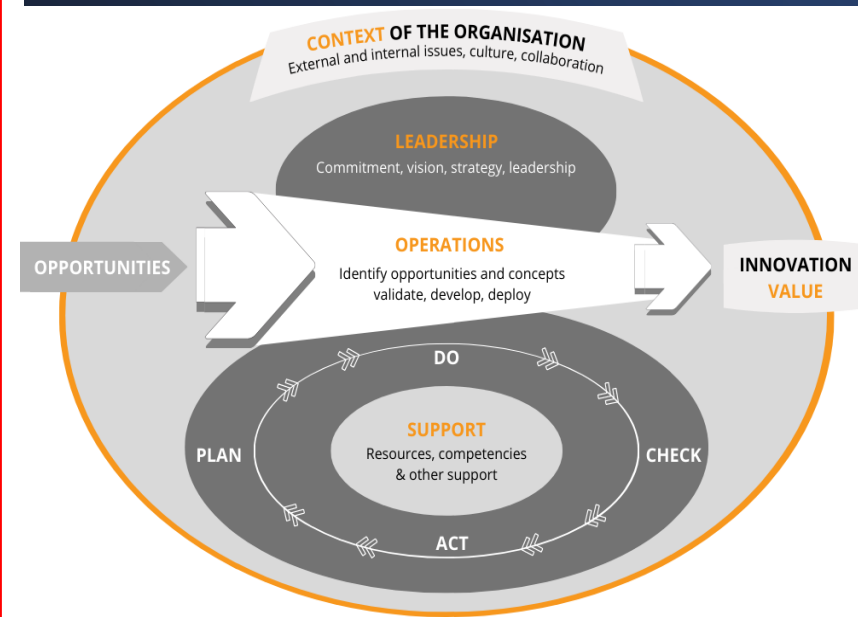 CONTEXT OF THE ORGANISATION
External and internal issues, culture, collaboration
LEADERSHIP
Commitment, vision, strategy, leadership
OPPORTUNITIES
OPERATIONS
Identify opportunities and concepts
validate, develop, deploy
INNOVATION
VALUE
DO
PLAN
SUPPORT
Resources, competencies
& other support
CHECK
ACT